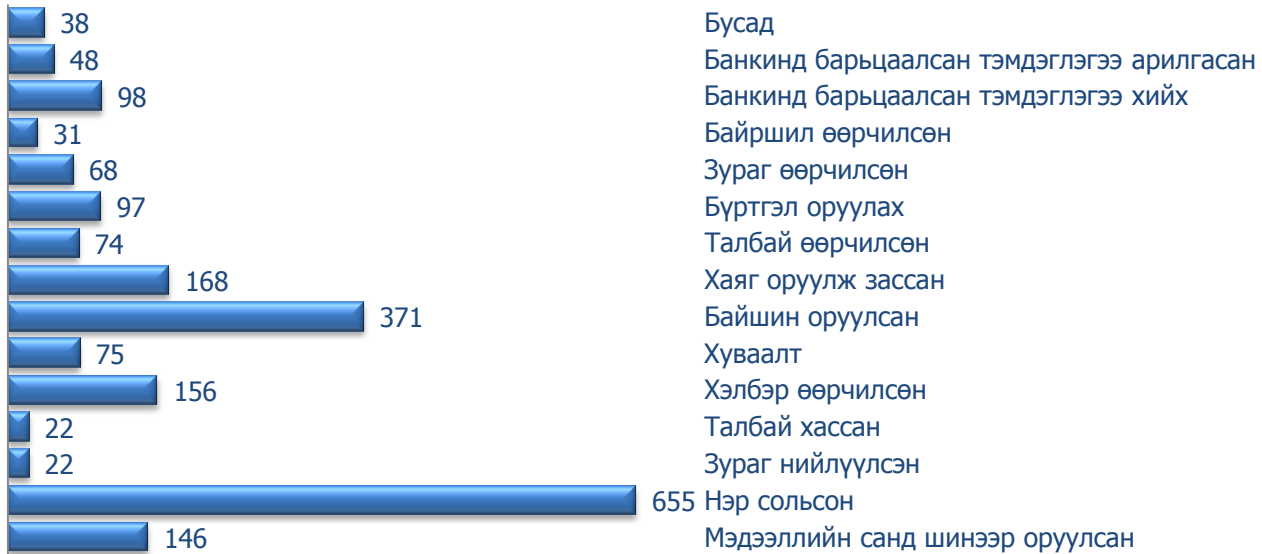 38 Бусад
48 Банкинд барьцаалсан тэмдэглэгээ арилгасан
98 Банкинд барьцаалсан тэмдэглэгээ хийх
31 Байршил өөрчилсөн
68 Зураг өөрчилсөн
97 Бүртгэл оруулах
74 Талбай өөрчилсөн
168 Хаяг оруулж зассан
371 Байшин оруулсан
75 Хуваалт
156 Хэлбэр өөрчилсөн
22 Талбай хассан
22 Зураг нийлүүлсэн
655 Нэр сольсон
146 Мэдээллийн санд шинээр оруулсан